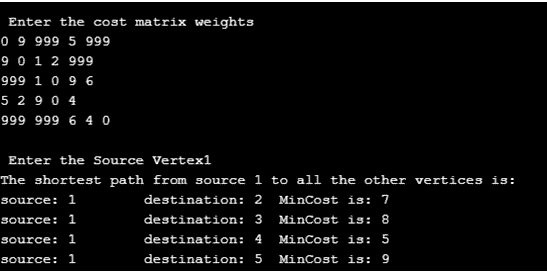 Enter the cost matrix weights
0 9 999 5 999
9 0 1 2 999
999 1 0 9 6
5 2 9 0 4
999 999 6 4 0
Enter the Source Vertex1
The shortest path from source 1 to all the other vertices is:
source: 1 destination: 2 MinCost is: 7
source: 1 destination: 3 MinCost is: 8
source: 1 destination: 4 MinCost is: 5
source: 1 destination: 5 MinCost is: 9